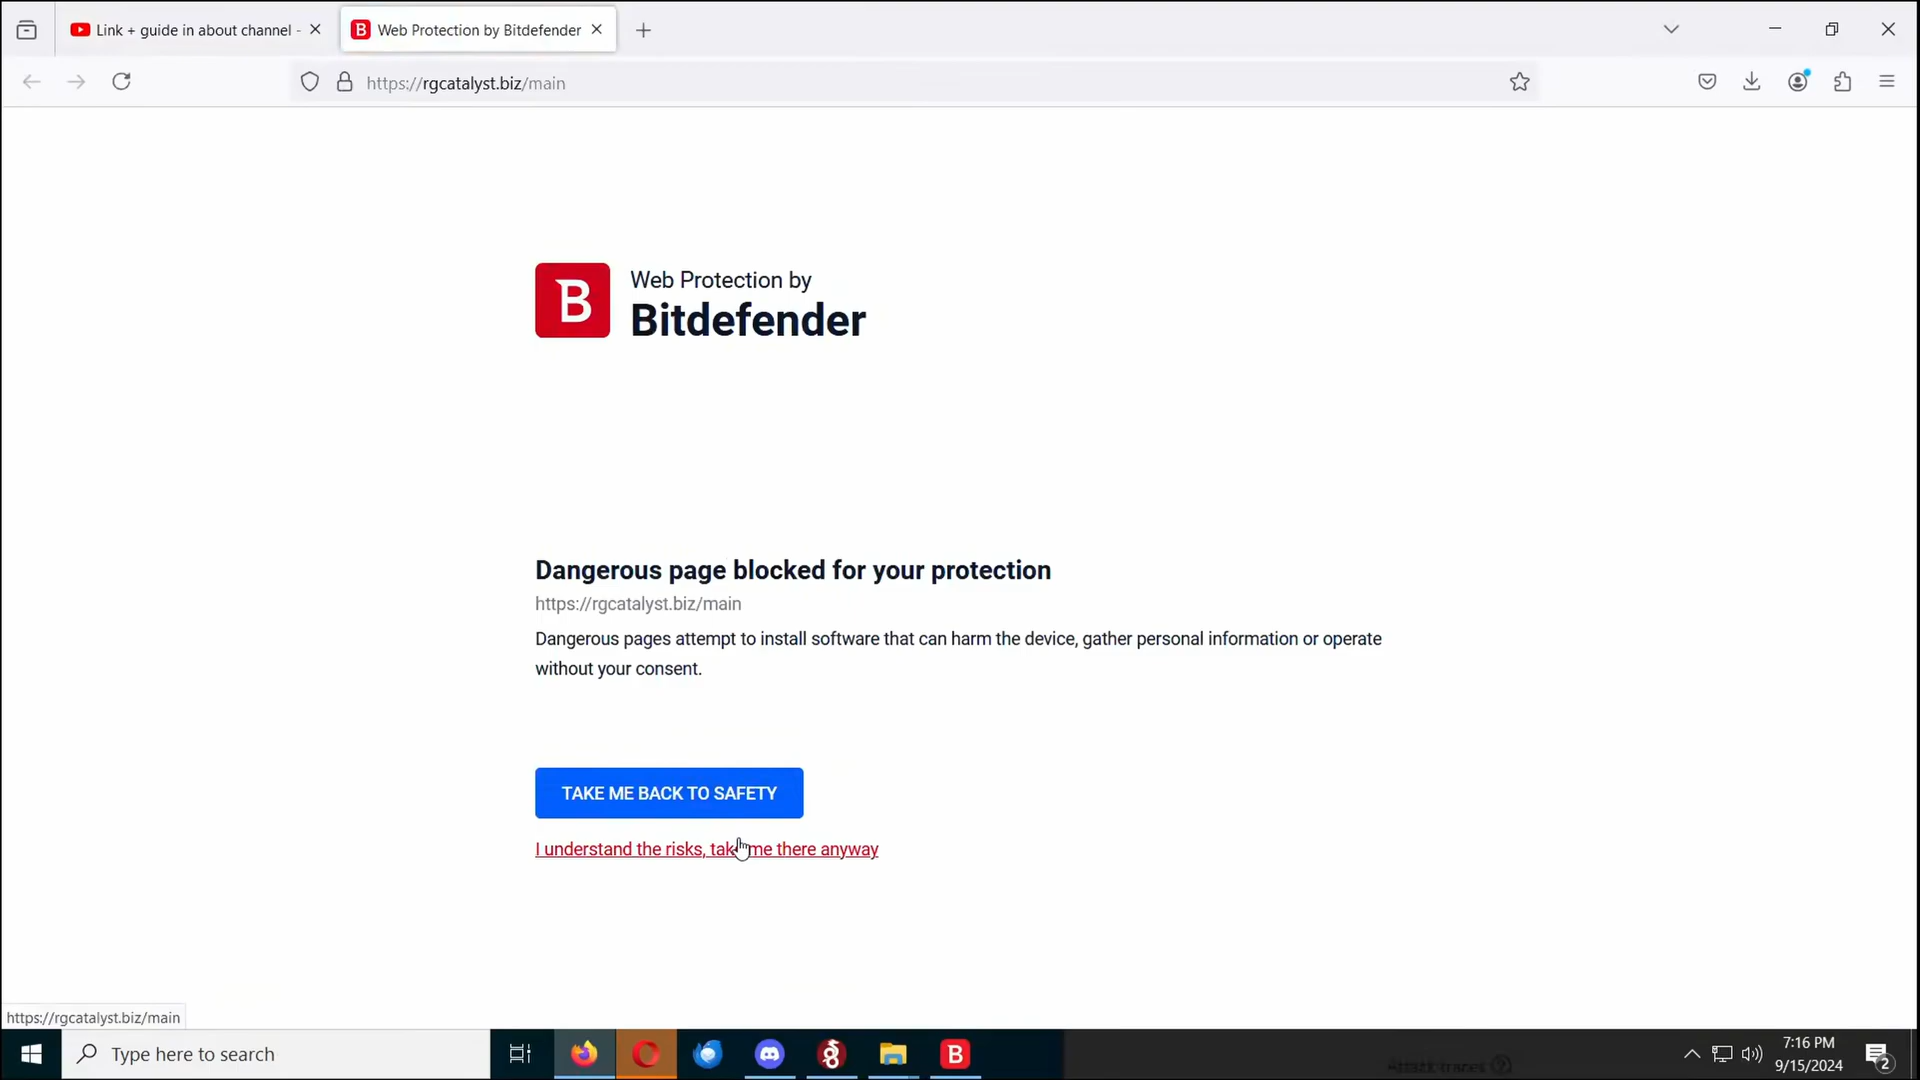 Link + guide in about channel -
Web Protection by Bitdefender
https://rgcatalyst.biz/main
B
Web Protection by
Bitdefender
Dangerous page blocked for your protection
https://rgcatalyst.biz/main
Dangerous pages attempt to install software that can harm the device, gather personal information or operate
without your consent.
TAKE ME BACK TO SAFETY
I understand the risks, take me there anyway
https://rgcatalyst.biz/main
Type here to search
B
7:16 PM
9/15/2024
2